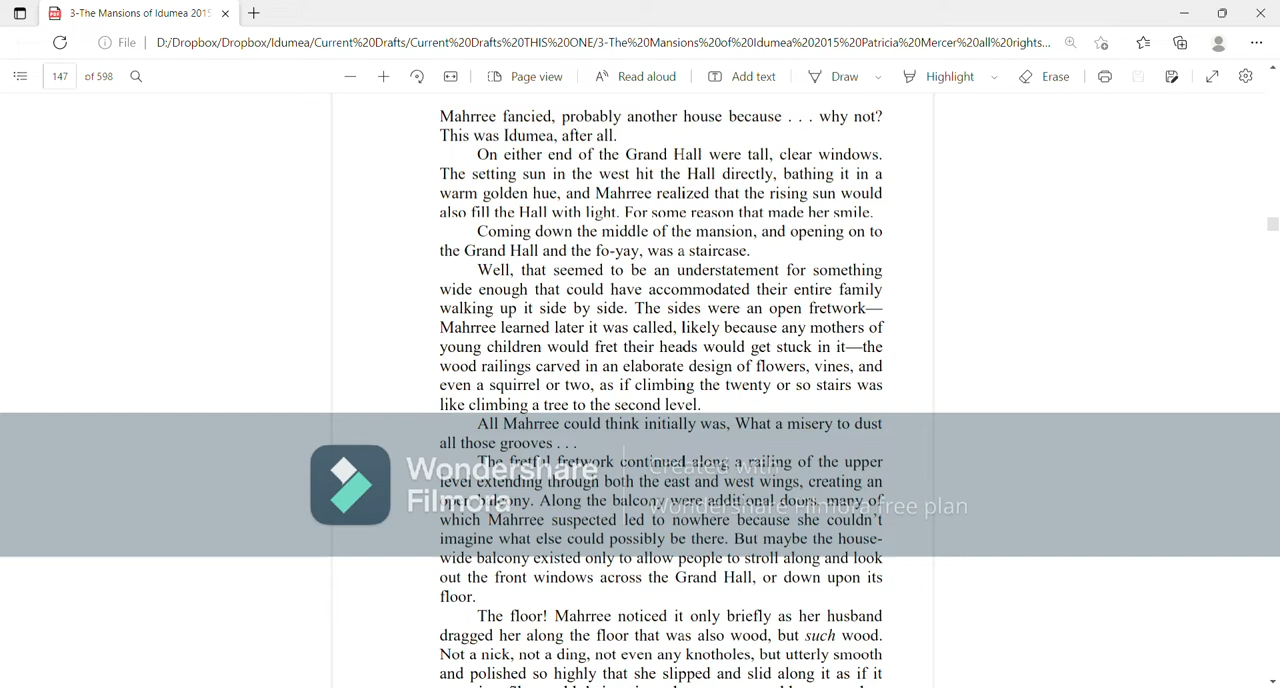 3-The Mansions of Idumea 2015
File
D:/Dropbox/Dropbox/Idumea/Current%20Drafts/Current%20Drafts%20THIS%20ONE/3-The%20Mansions%20of%20Idumea%202015%20Patricia%20Mercer%20all%20rights...
147 of 598
Page view
Read aloud
Add text
Draw
Highlight
Erase
Mahrree fancied, probably another house because . . . why not?
This was Idumea, after all.
On either end of the Grand Hall were tall, clear windows.
The setting sun in the west hit the Hall directly, bathing it in a
warm golden hue, and Mahrree realized that the rising sun would
also fill the Hall with light. For some reason that made her smile.
Coming down the middle of the mansion, and opening on to
the Grand Hall and the fo-yay, was a staircase.
Well, that seemed to be an understatement for something
wide enough that could have accommodated their entire family
walking up it side by side. The sides were an open fretwork—
Mahrree learned later it was called, likely because any mothers of
young children would fret their heads would get stuck in it—the
wood railings carved in an elaborate design of flowers, vines, and
even a squirrel or two, as if climbing the twenty or so stairs was
like climbing a tree to the second level.
All Mahrree could think initially was, What a misery to dust
all those grooves . . .
The fretful fretwork continued along a railing of the upper
level extending through both the east and west wings, creating an
open balcony. Along the balcony were additional doors, many of
which Mahrree suspected led to nowhere because she couldn't
imagine what else could possibly be there. But maybe the house-
wide balcony existed only to allow people to stroll along and look
out the front windows across the Grand Hall, or down upon its
floor.
The floor! Mahrree noticed it only briefly as her husband
dragged her along the floor that was also wood, but such wood.
Not a nick, not a ding, not even any knotholes, but utterly smooth
and polished so highly that she slipped and slid along it as if it
Wondershare
Filmora
Created with
Wondershare Filmora free plan